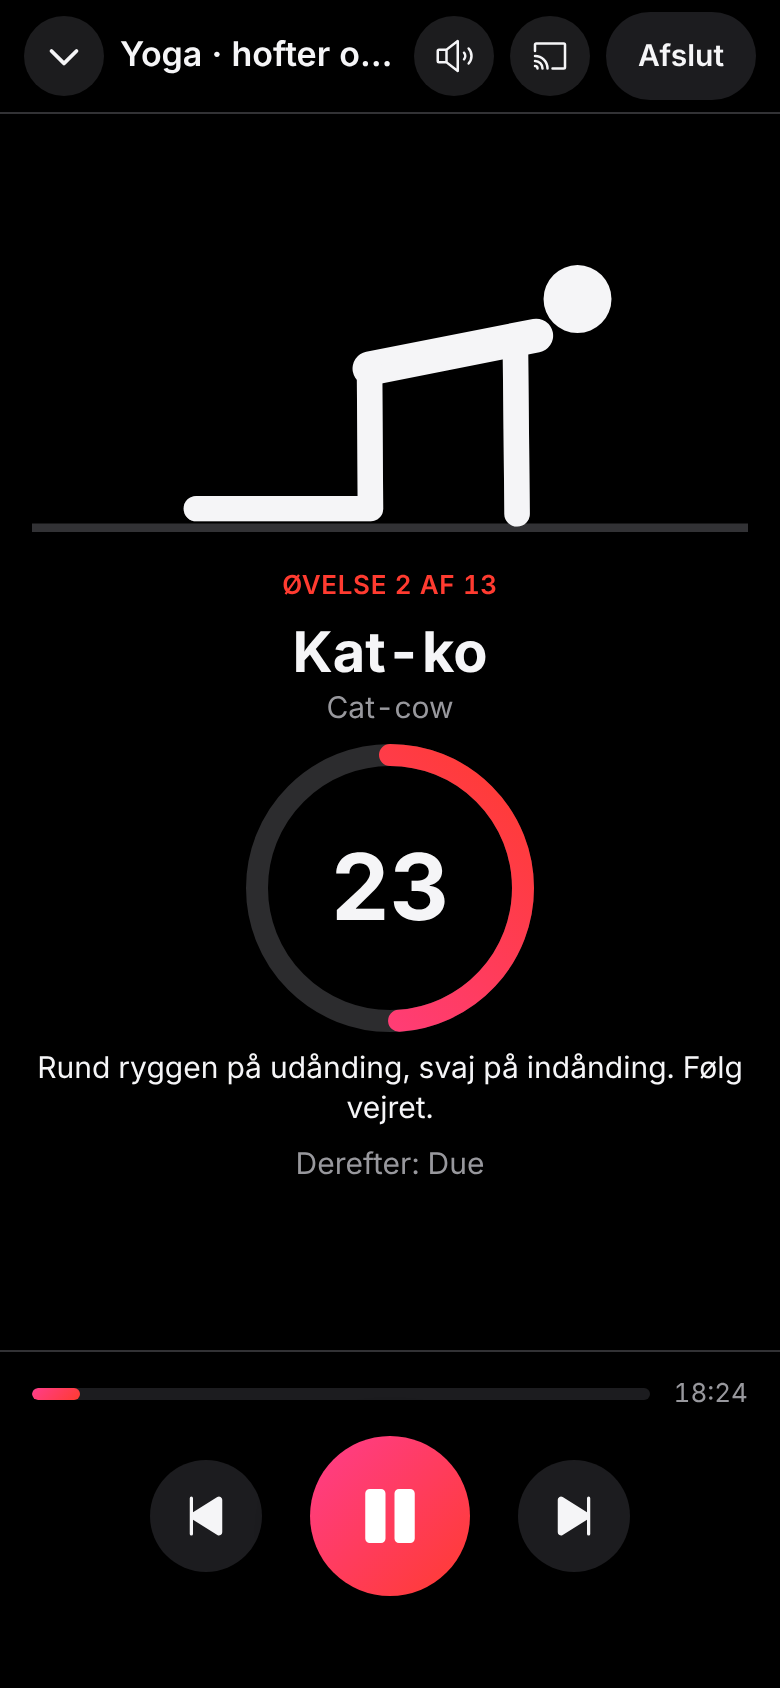 Yoga · hofter o...
Afslut
ØVELSE 2 AF 13
Kat-ko
Cat-cow
23
Rund ryggen på udånding, svaj på indånding. Følg
vejret.
Derefter: Due
18:24